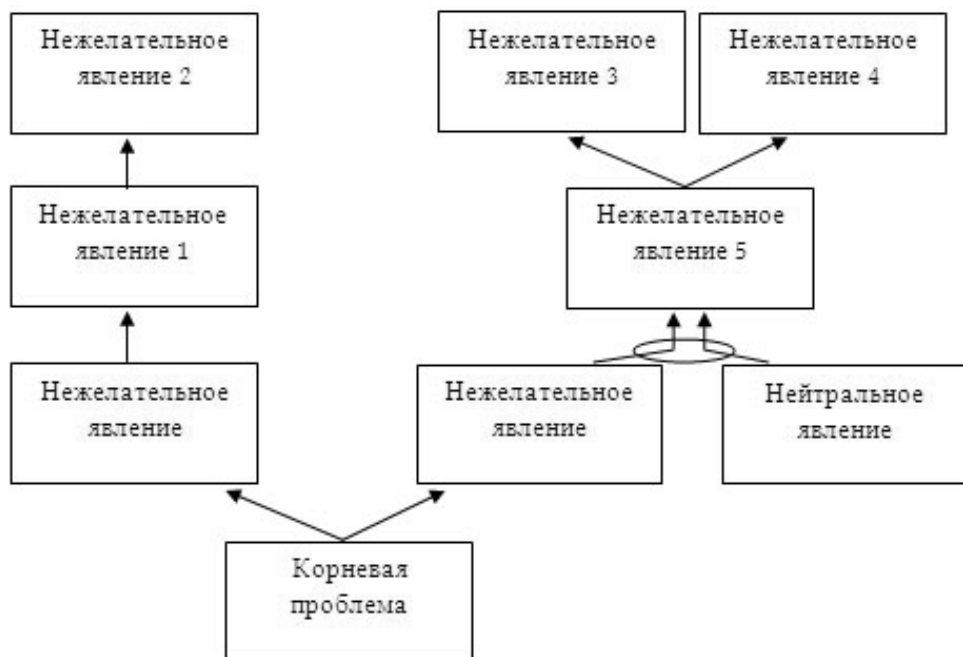 Нежелательное
явление 2
Нежелательное
явление 3
Нежелательное
явление 4
Нежелательное
явление 1
Нежелательное
явление 5
Нежелательное
явление
Нежелательное
явление
Нейтральное
явление
Корневая
проблема